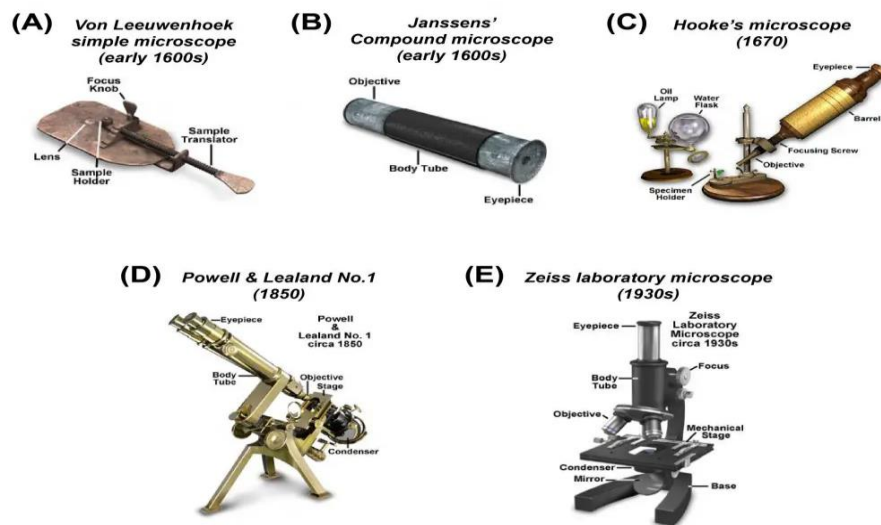 (A)
Von Leeuwenhoek
simple microscope
(early 1600s)
Focus
Knob
Sample
Translator
Lens
Sample
Holder
(B)
Janssens’
Compound microscope
(early 1600s)
Objective
Body Tube
Eyepiece
(C)
Hooke’s microscope
(1670)
Eyepiece
Oil
Lamp
Water
Flask
Barrel
Focusing Screw
Objective
Specimen
Holder
(D)
Powell & Lealand No.1
(1850)
Eyepiece
Powell
&
Lealand No. 1
circa 1850
Body
Tube
Objective
Stage
Condenser
(E)
Zeiss laboratory microscope
(1930s)
Eyepiece
Zeiss
Laboratory
Microscope
circa 1930s
Focus
Body
Tube
Objective
Mechanical
Stage
Condenser
Mirror
Base